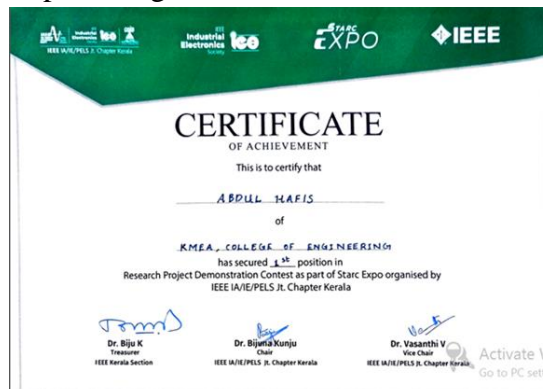 IEEE IA/IE/PELS Jt. Chapter Kerala
IEEE
Industrial
Electronics
Society
ies
STARC
EXPO
IEEE
CERTIFICATE
OF ACHIEVEMENT
This is to certify that
ABDUL HAFIS
of
KMEA, COLLEGE OF ENGINEERING
has secured 1st position in
Research Project Demonstration Contest as part of Starc Expo organised by
IEEE IA/IE/PELS Jt. Chapter Kerala
Dr. Biju K
Treasurer
IEEE Kerala Section
Dr. Bijuna Kunju
Chair
IEEE IA/IE/PELS Jt. Chapter Kerala
Dr. Vasanthi V
Vice Chair
IEEE IA/IE/PELS Jt. Chapter Kerala
Activate
Go to PC